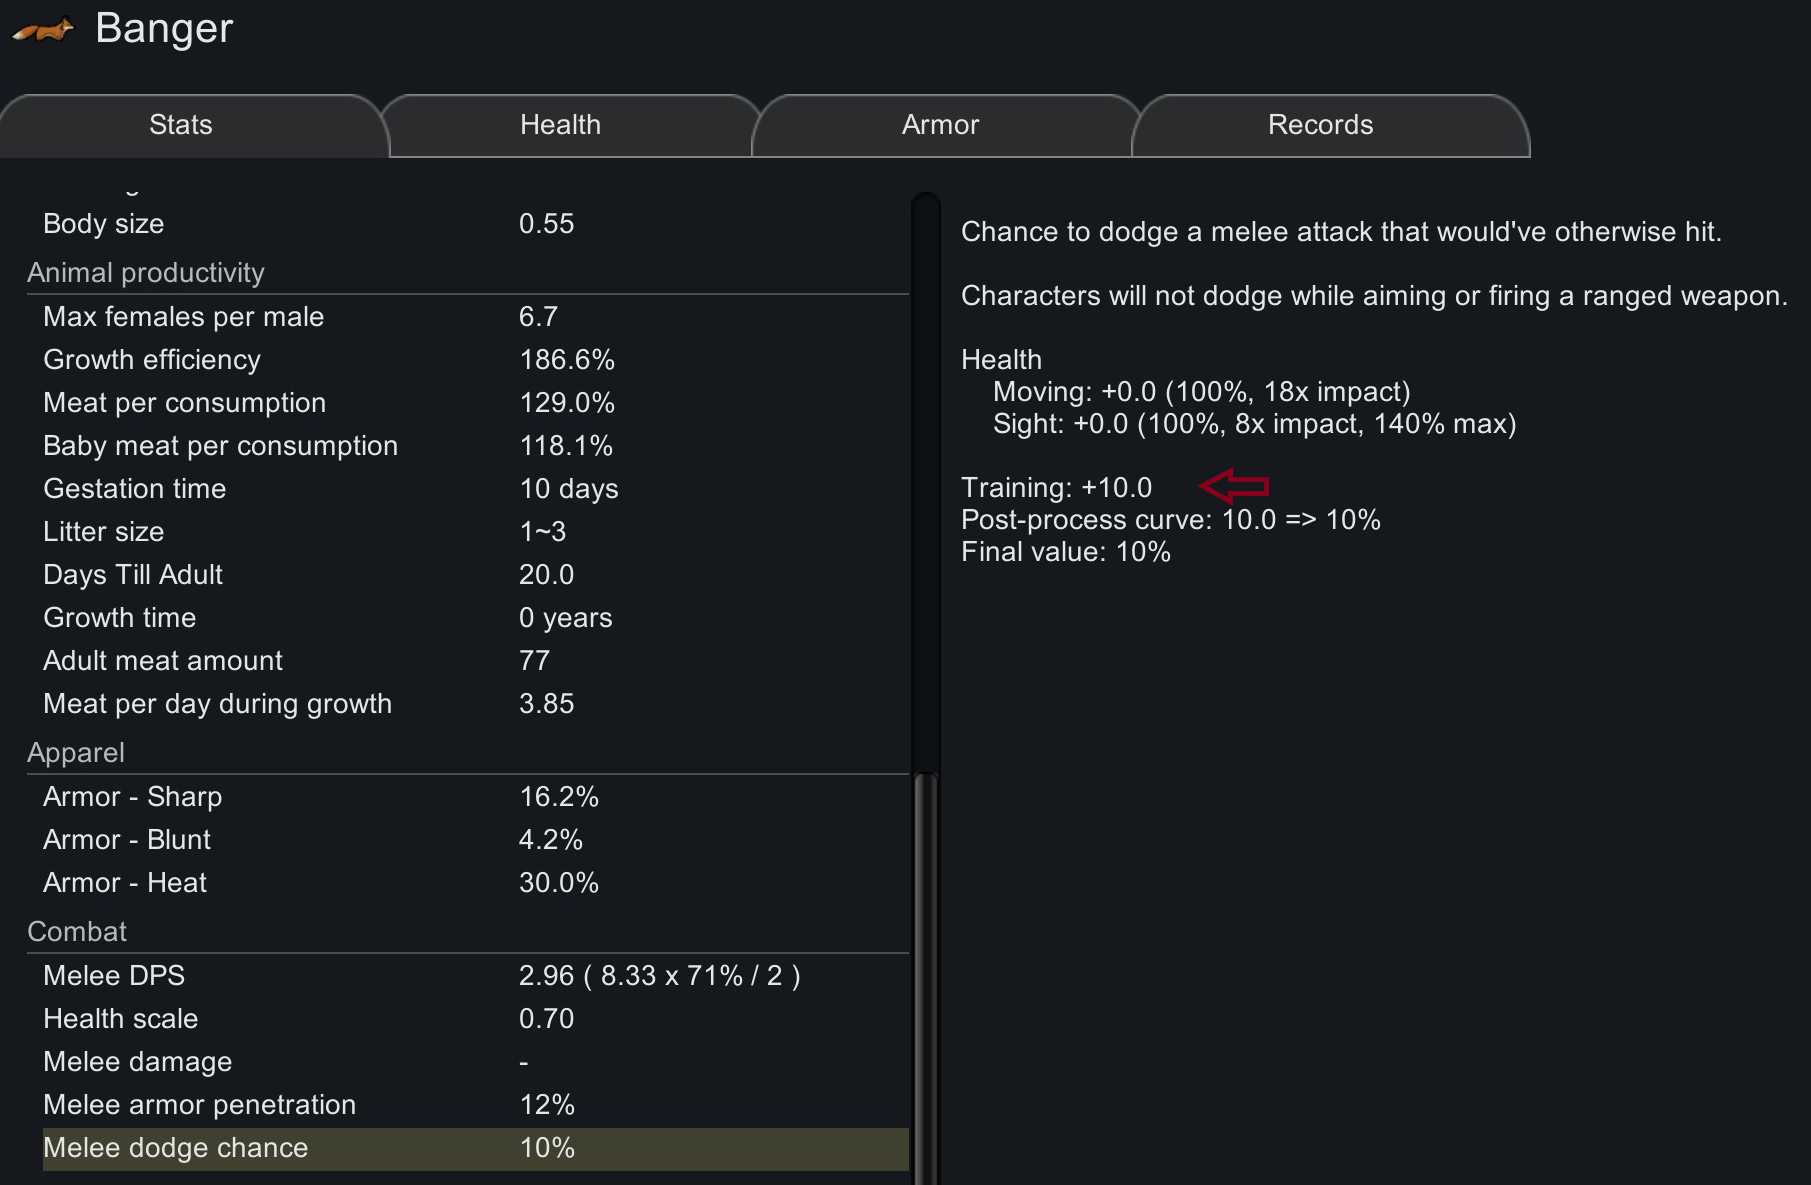 Banger
Stats
Health
Armor
Records
Body size 0.55
Animal productivity
Max females per male 6.7
Growth efficiency 186.6%
Meat per consumption 129.0%
Baby meat per consumption 118.1%
Gestation time 10 days
Litter size 1~3
Days Till Adult 20.0
Growth time 0 years
Adult meat amount 77
Meat per day during growth 3.85
Apparel
Armor - Sharp 16.2%
Armor - Blunt 4.2%
Armor - Heat 30.0%
Combat
Melee DPS 2.96 ( 8.33 x 71% / 2 )
Health scale 0.70
Melee damage -
Melee armor penetration 12%
Melee dodge chance 10%
Chance to dodge a melee attack that would've otherwise hit.
Characters will not dodge while aiming or firing a ranged weapon.
Health
Moving: +0.0 (100%, 18x impact)
Sight: +0.0 (100%, 8x impact, 140% max)
Training: +10.0
Post-process curve: 10.0 => 10%
Final value: 10%